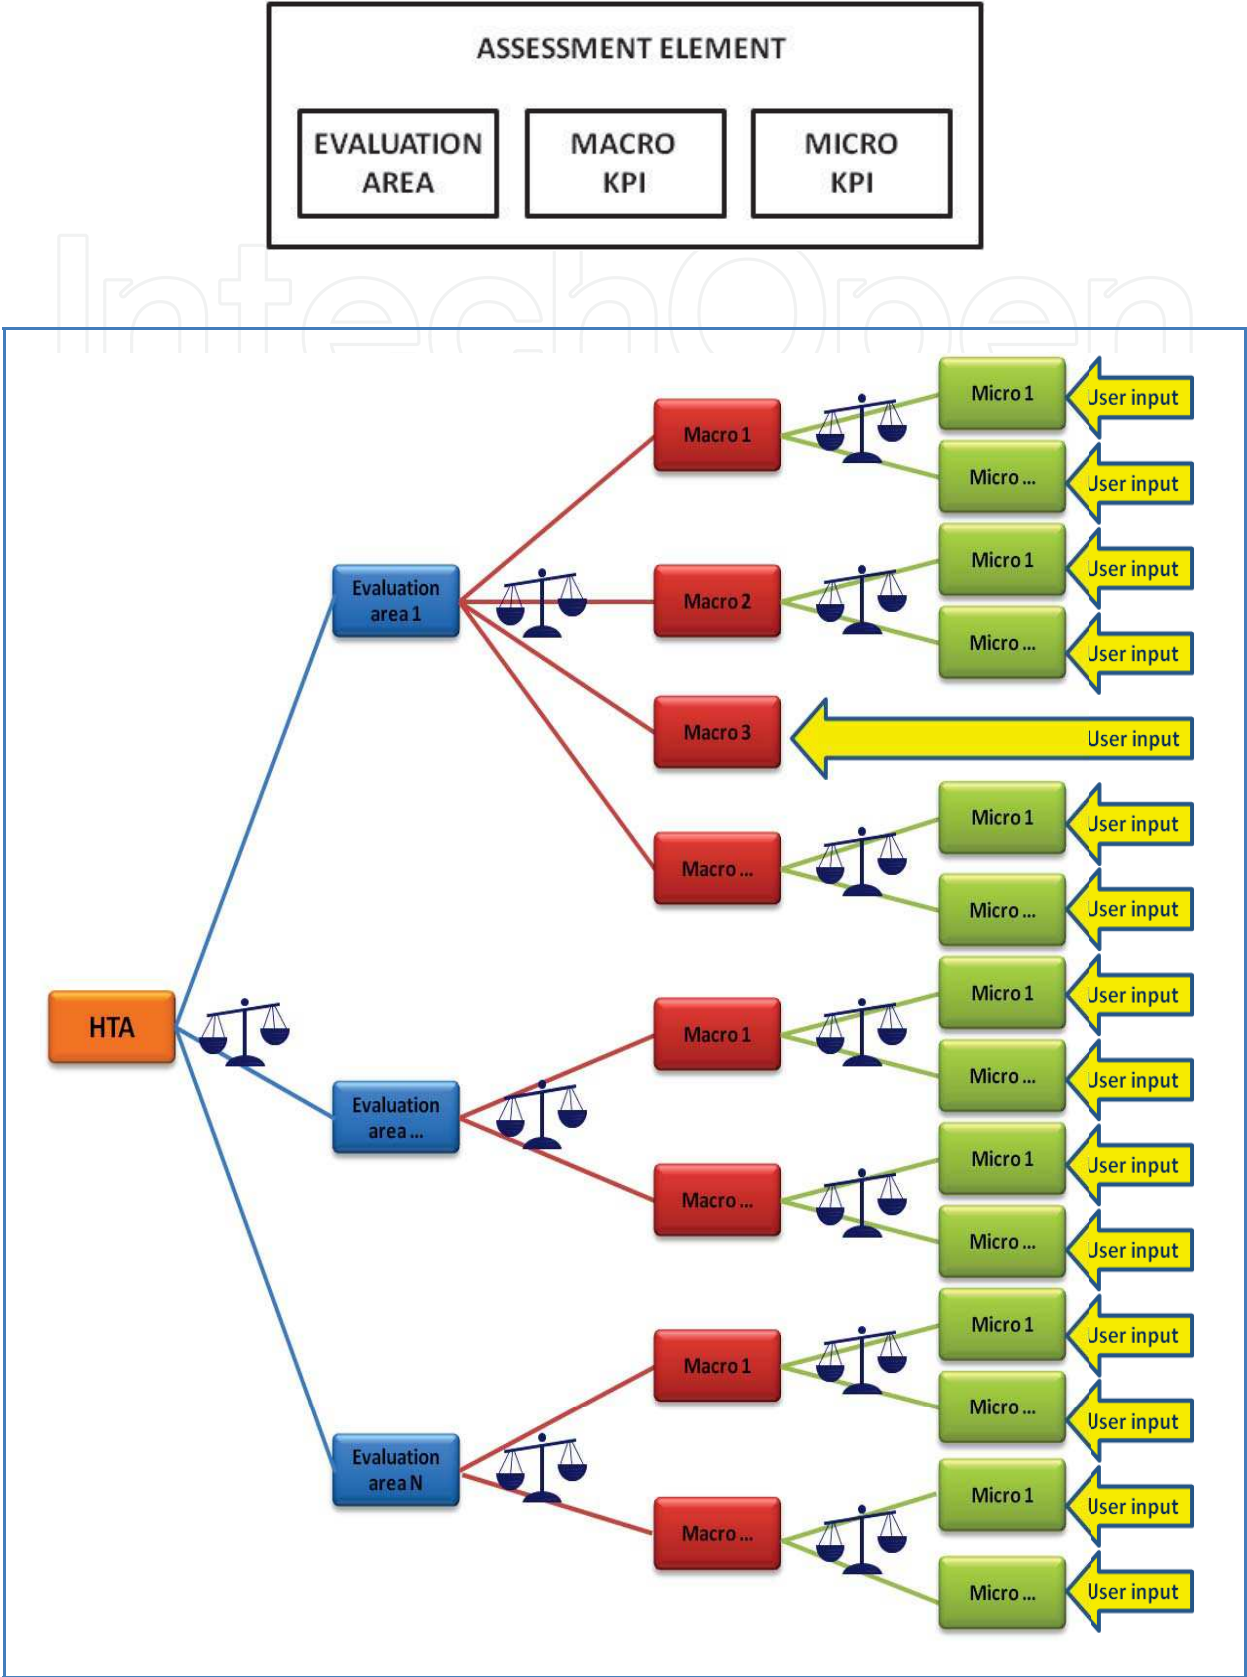 ASSESSMENT ELEMENT
EVALUATION
AREA
MACRO
KPI
MICRO
KPI
IntechOpen
Micro 1
User input
Macro 1
Micro ...
User input
Micro 1
User input
Evaluation
area 1
Macro 2
Micro ...
User input
Macro 3
User input
Micro 1
User input
Macro ...
Micro ...
User input
Micro 1
User input
HTA
Macro 1
Micro ...
User input
Evaluation
area ...
Micro 1
User input
Macro ...
Micro ...
User input
Micro 1
User input
Macro 1
Micro ...
User input
Evaluation
area N
Micro 1
User input
Macro ...
Micro ...
User input